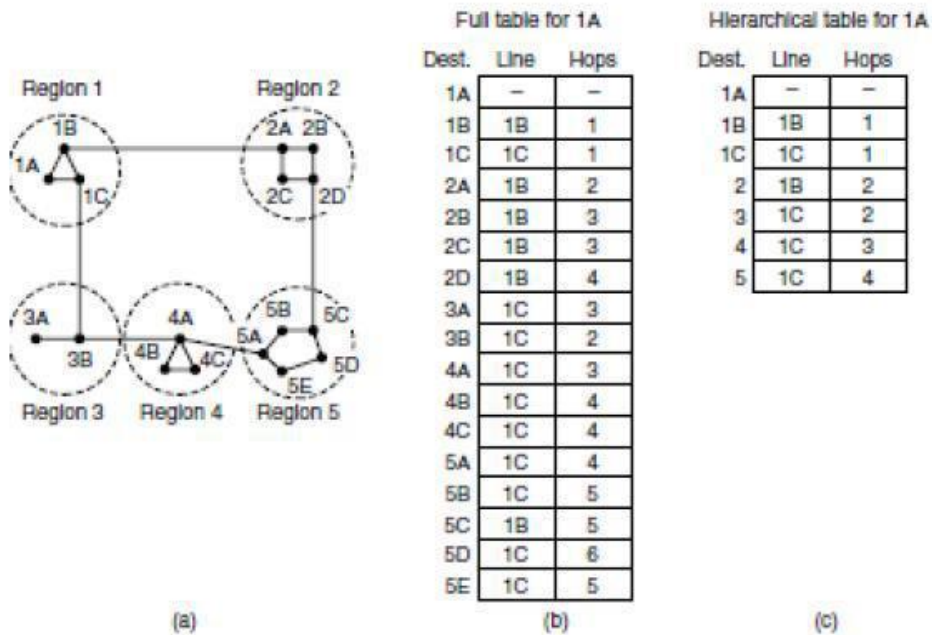 Full table for 1A
Dest. Line Hops
1A – –
1B 1B 1
1C 1C 1
2A 1B 2
2B 1B 3
2C 1B 3
2D 1B 4
3A 1C 3
3B 1C 2
4A 1C 3
4B 1C 4
4C 1C 4
5A 1C 4
5B 1C 5
5C 1B 5
5D 1C 6
5E 1C 5
Hierarchical table for 1A
Dest. Line Hops
1A – –
1B 1B 1
1C 1C 1
2 1B 2
3 1C 2
4 1C 3
5 1C 4
Region 1 Region 2
1B 2A 2B
1A
1C 2C 2D
3A 4A 5B 5C
3B 4B 4C 5A 5D
5E
Region 3 Region 4 Region 5
(a) (b) (c)